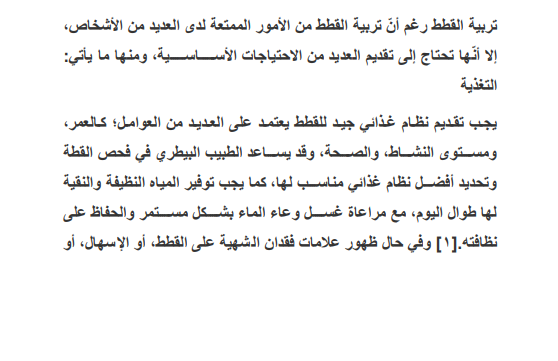 تربية القطط رغم أنّ تربية القطط من الأمور الممتعة لدى العديد من الأشخاص،
إلا أنّها تحتاج إلى تقديم العديد من الاحتياجات الأساسية، ومنها ما يأتي:
التغذية
يجب تقديم نظام غذائي جيد للقطط يعتمد على العديد من العوامل؛ كالعمر،
ومستوى النشاط، والصحة، وقد يساعد الطبيب البيطري في فحص القطة
وتحديد أفضل نظام غذائي مناسب لها، كما يجب توفير المياه النظيفة والنقية
لها طوال اليوم، مع مراعاة غسل وعاء الماء بشكل مستمر والحفاظ على
نظافته.[١] وفي حال ظهور علامات فقدان الشهية على القطط، أو الإسهال، أو